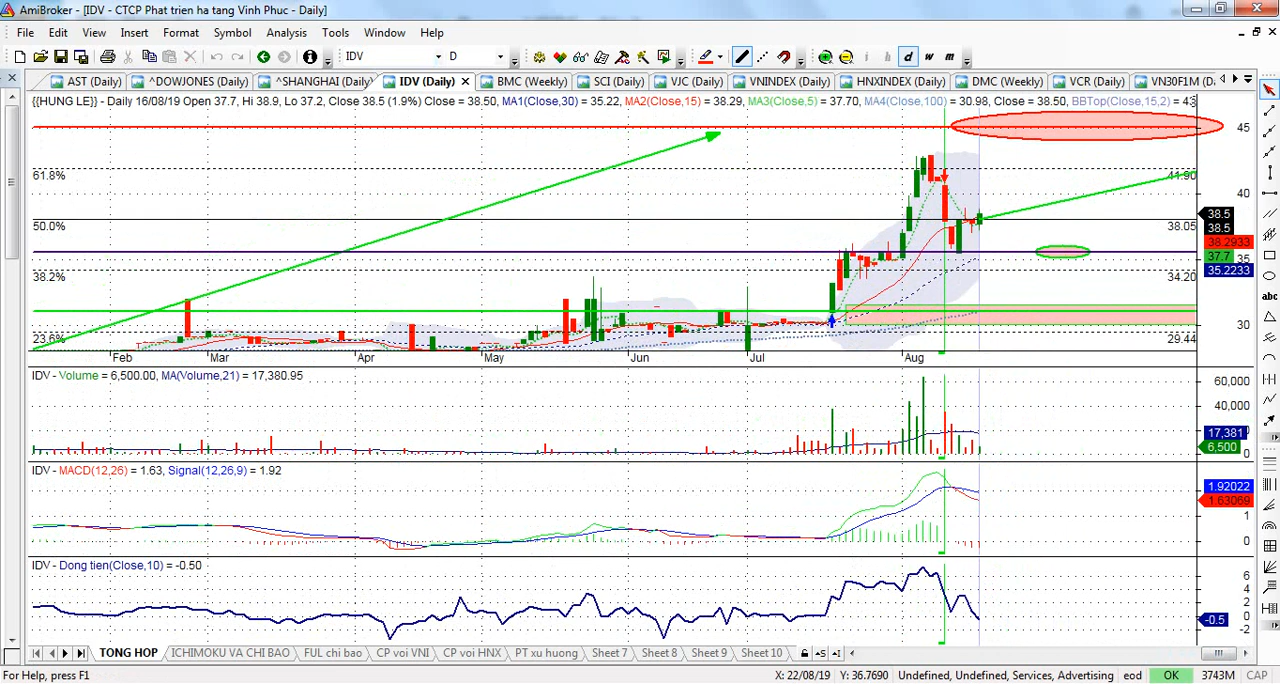 AmiBroker - [IDV - CTCP Phat trien ha tang Vinh Phuc - Daily]
File Edit View Insert Format Symbol Analysis Tools Window Help
IDV D i h d w m
AST (Daily) ^DOWJONES (Daily) ^SHANGHAI (Daily) IDV (Daily) BMC (Weekly) SCI (Daily) VJC (Daily) VNINDEX (Daily) HNXINDEX (Daily) DMC (Weekly) VCR (Daily) VN30F1M (D
{{HUNG LE}} - Daily 16/08/19 Open 37.7, Hi 38.9, Lo 37.2, Close 38.5 (1.9%) Close = 38.50, MA1(Close,30) = 35.22, MA2(Close,15) = 38.29, MA3(Close,5) = 37.70, MA4(Close,100) = 30.98, Close = 38.50, BBTop(Close,15,2) =
45
61.8% 41.90
40
38.5
50.0% 38.05 38.5
38.2933
37.7
35
35.2233
38.2% 34.20
30
23.6% 29.44
Feb Mar Apr May Jun Jul Aug
IDV - Volume = 6,500.00, MA(Volume,21) = 17,380.95
60,000
40,000
17,381
6,500
0
IDV - MACD(12,26) = 1.63, Signal(12,26,9) = 1.92
1.92022
1.63069
1
0
IDV - Dong tien(Close,10) = -0.50
6
4
2
0
-0.5
-2
TONG HOP ICHIMOKU VA CHI BAO FUL chi bao CP voi VNI CP voi HNX PT xu huong Sheet 7 Sheet 8 Sheet 9 Sheet 10
abc
For Help, press F1 X: 22/08/19 Y: 36.7690 Undefined, Undefined, Services, Advertising eod OK 3743M CAP